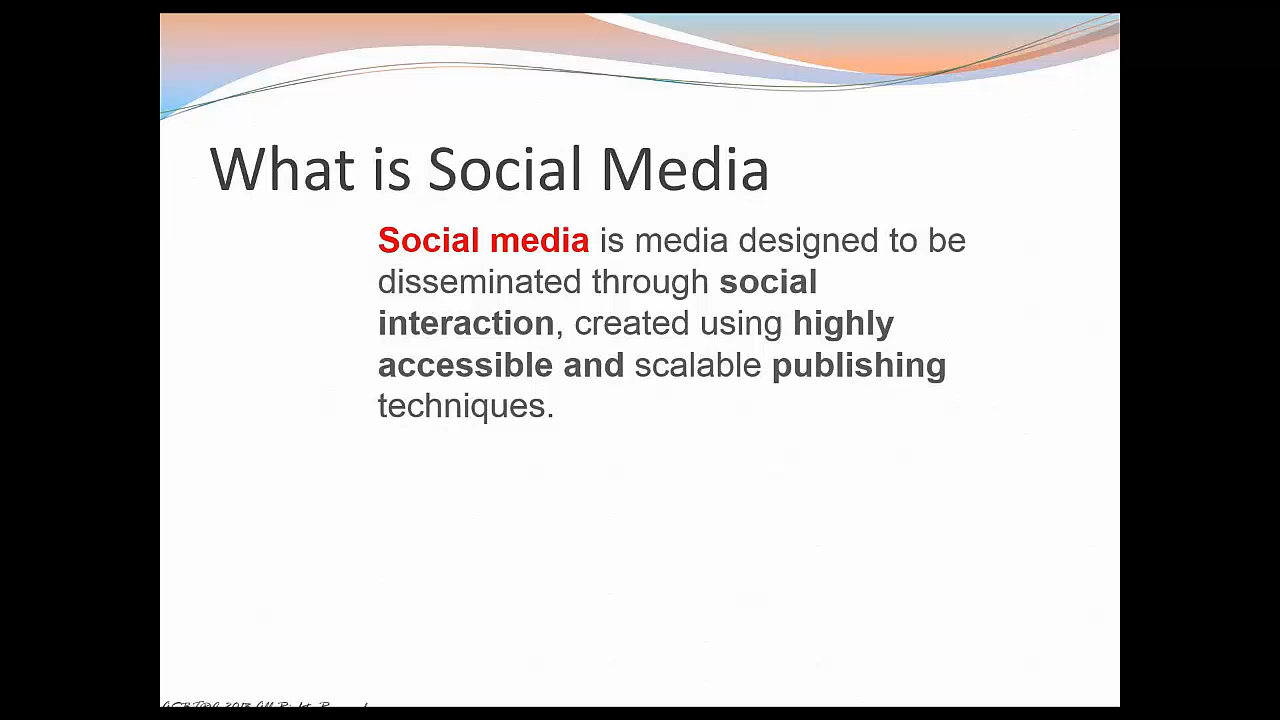 What is Social Media
Social media is media designed to be
disseminated through social
interaction, created using highly
accessible and scalable publishing
techniques.